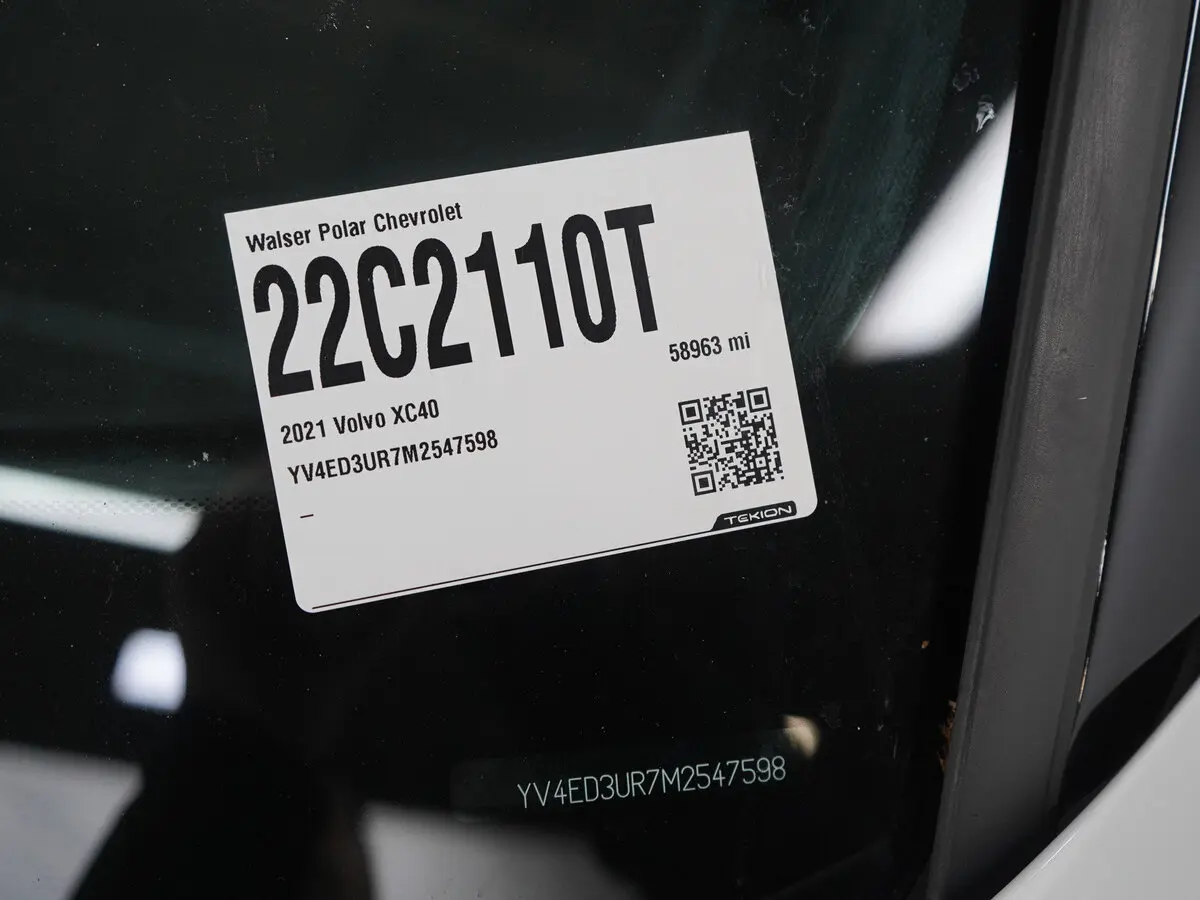 Walser Polar Chevrolet
22C2110T
58963 mi
2021 Volvo XC40
YV4ED3UR7M2547598
–
TEKION
YV4ED3UR7M2547598